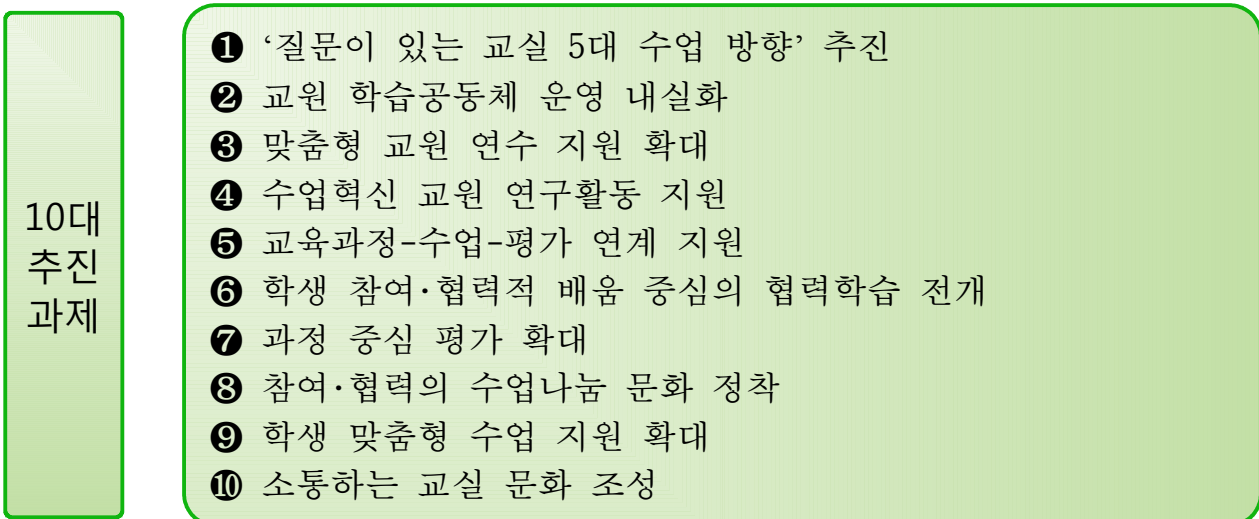 10대
추진
과제
❶ ‘질문이 있는 교실 5대 수업 방향’ 추진
❷ 교원 학습공동체 운영 내실화
❸ 맞춤형 교원 연수 지원 확대
❹ 수업혁신 교원 연구활동 지원
❺ 교육과정-수업-평가 연계 지원
❻ 학생 참여·협력적 배움 중심의 협력학습 전개
❼ 과정 중심 평가 확대
❽ 참여·협력의 수업나눔 문화 정착
❾ 학생 맞춤형 수업 지원 확대
❿ 소통하는 교실 문화 조성